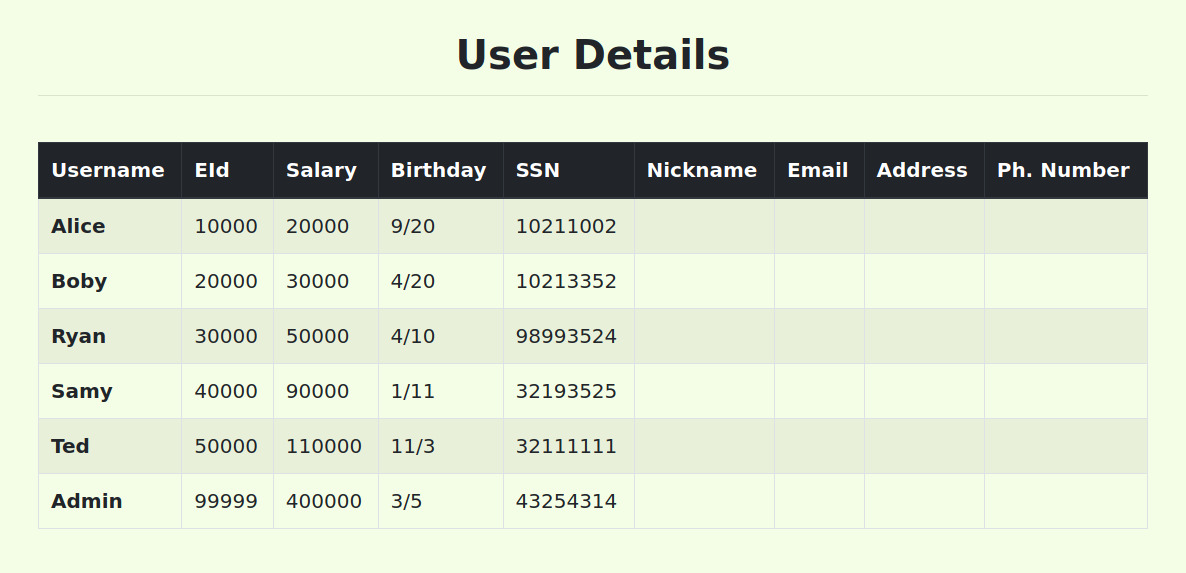 User Details
Username EId Salary Birthday SSN Nickname Email Address Ph. Number
Alice 10000 20000 9/20 10211002
Boby 20000 30000 4/20 10213352
Ryan 30000 50000 4/10 98993524
Samy 40000 90000 1/11 32193525
Ted 50000 110000 11/3 32111111
Admin 99999 400000 3/5 43254314